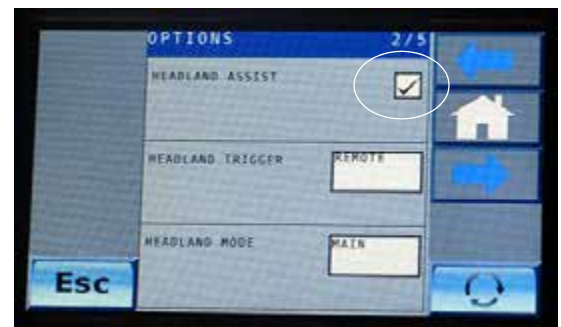 OPTIONS 2/5
HEADLAND ASSIST
HEADLAND TRIGGER REMOTE
HEADLAND MODE MAIN
Esc